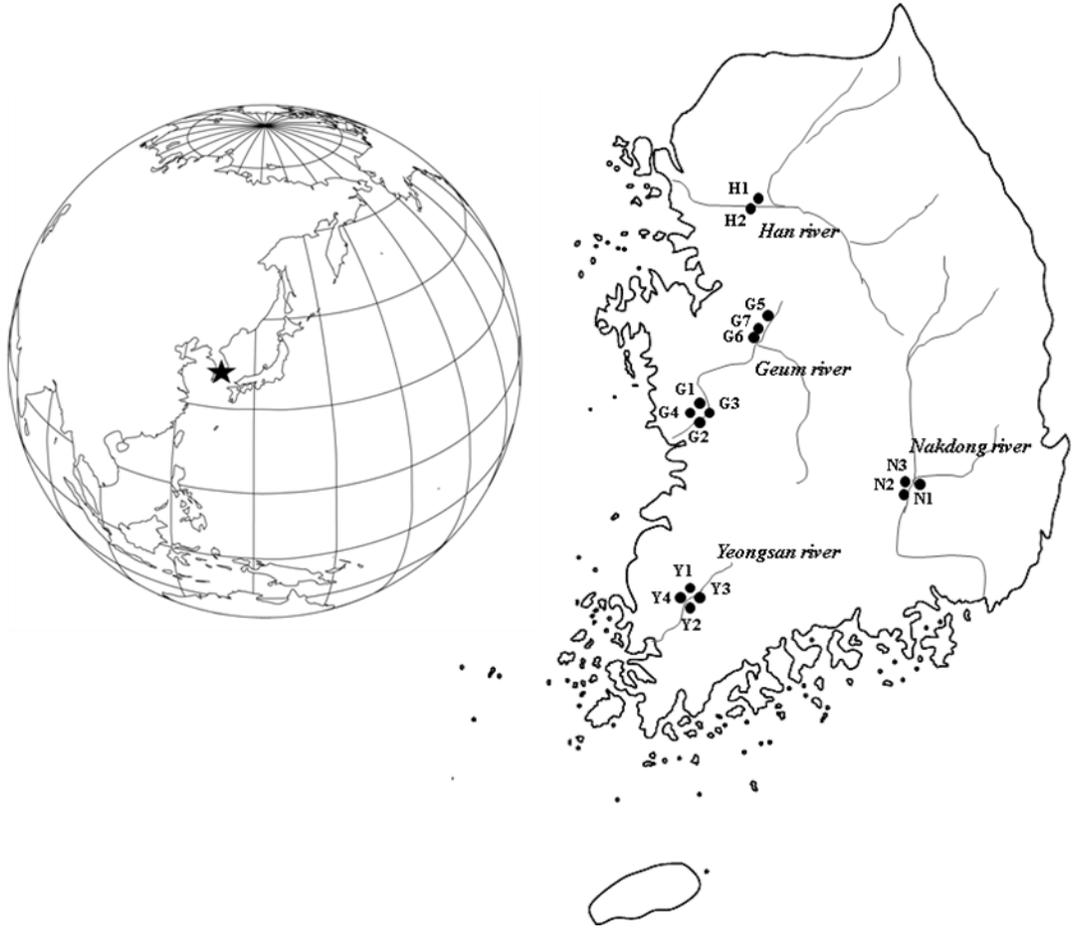 H1
H2
Han river
G5
G7
G6
Geum river
G1
G4
G3
G2
Nakdong river
N3
N2
N1
Yeongsan river
Y1
Y4
Y3
Y2